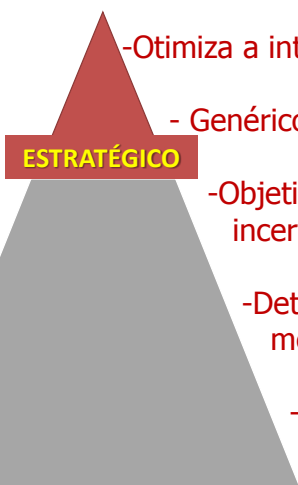 -Otimiza a int
- Genérico
ESTRATÉGICO
-Objeti
incer
-Det
me
-